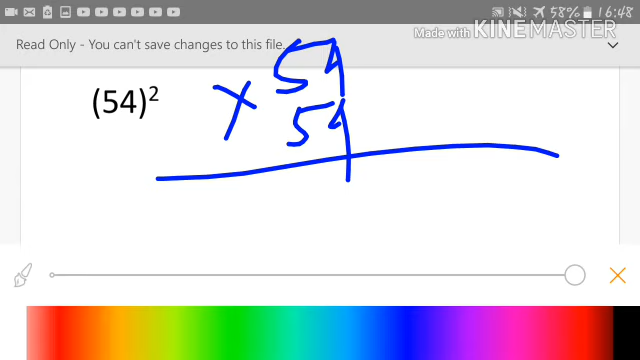 58% 16:48
Made with KINEMASTER
Read Only - You can't save changes to this file.
(54)²
54
X 54